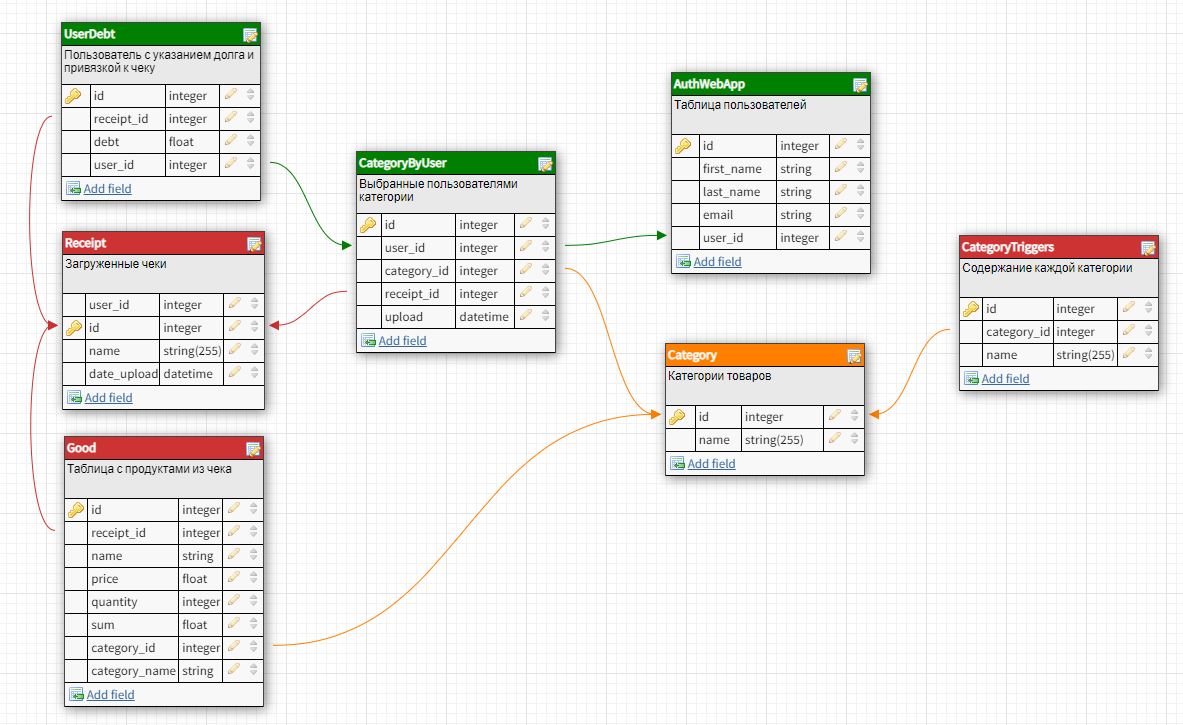 UserDebt
Пользователь с указанием долга и
привязкой к чеку
id integer
receipt_id integer
debt float
user_id integer
Add field
Receipt
Загруженные чеки
user_id integer
id integer
name string(255)
date_upload datetime
Add field
Good
Таблица с продуктами из чека
id integer
receipt_id integer
name string
price float
quantity integer
sum float
category_id integer
category_name string
Add field
CategoryByUser
Выбранные пользователями
категории
id integer
user_id integer
category_id integer
receipt_id integer
upload datetime
Add field
AuthWebApp
Таблица пользователей
id integer
first_name string
last_name string
email string
user_id integer
Add field
Category
Категории товаров
id integer
name string(255)
Add field
CategoryTriggers
Содержание каждой категории
id integer
category_id integer
name string(255)
Add field